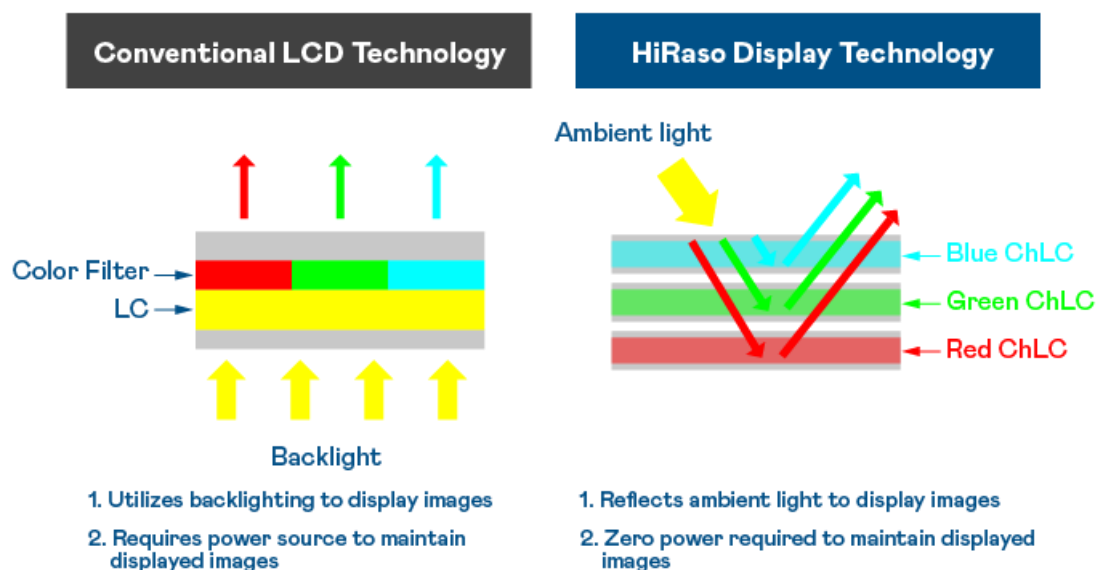 Conventional LCD Technology
HiRaso Display Technology
Ambient light
Color Filter
LC
Blue ChLC
Green ChLC
Red ChLC
Backlight
1. Utilizes backlighting to display images
2. Requires power source to maintain
displayed images
1. Reflects ambient light to display images
2. Zero power required to maintain displayed
images